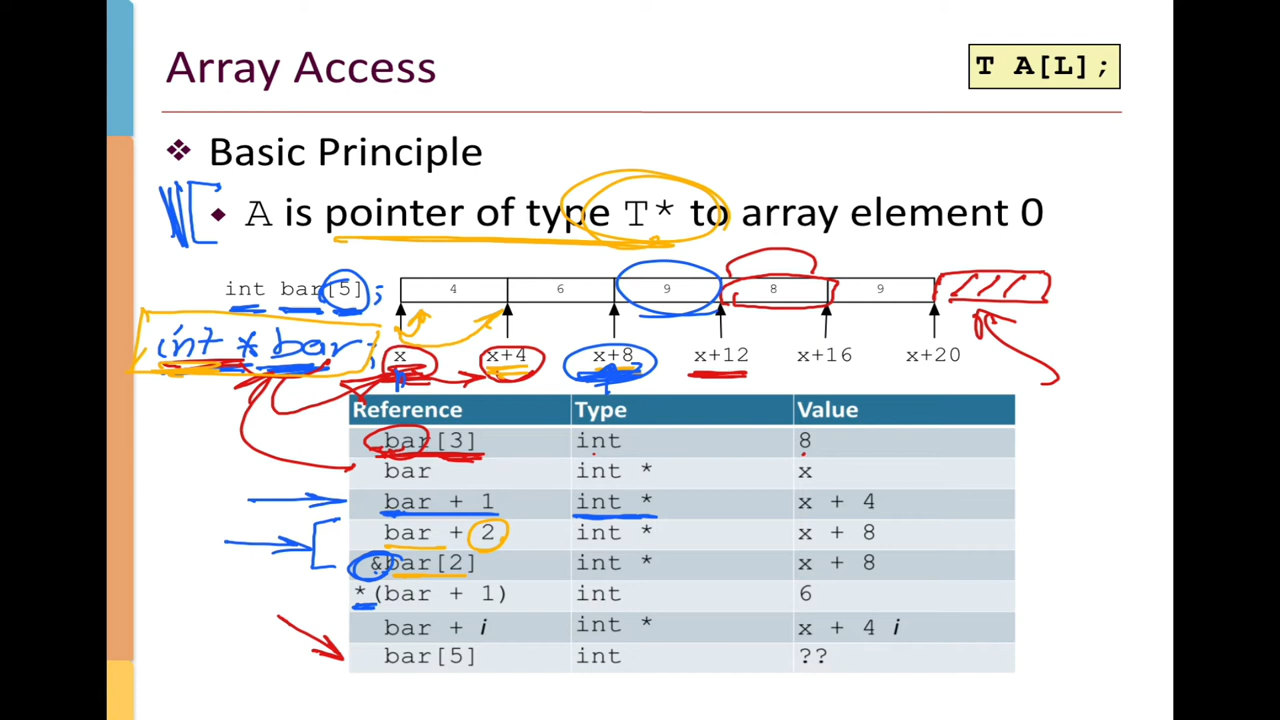 Array Access
T A[L];
❖ Basic Principle
◆ A is pointer of type T* to array element 0
int bar[5];
4 6 9 8 9
int * bar;
x x+4 x+8 x+12 x+16 x+20
Reference Type Value
bar[3] int 8
bar int * x
bar + 1 int * x + 4
bar + 2 int * x + 8
&bar[2] int * x + 8
*(bar + 1) int 6
bar + i int * x + 4 i
bar[5] int ??